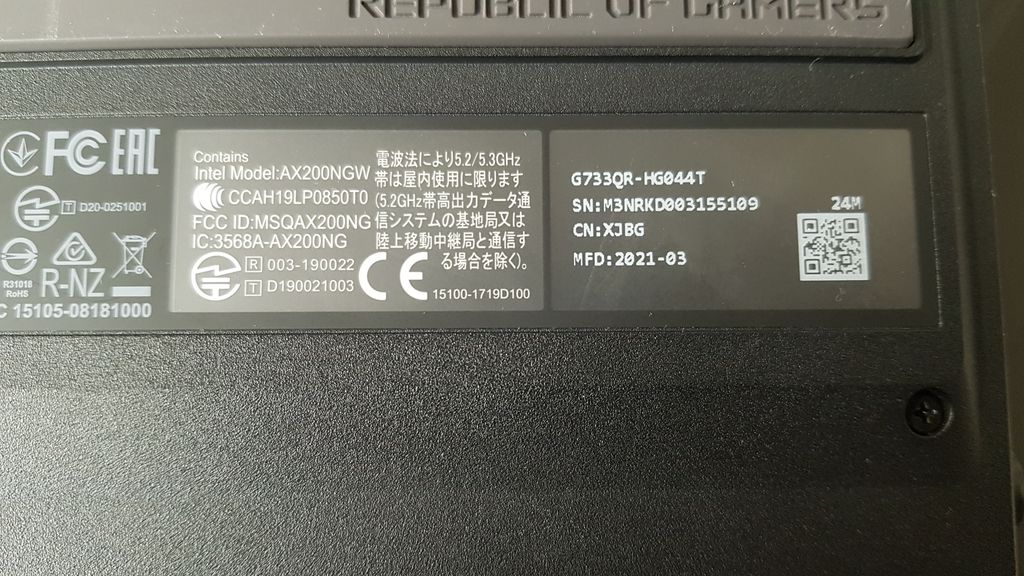 REPUBLIC OF GAMERS
FC EAC
D20-0251001
R31018
RoHS
R-NZ
C 15105-08181000
Contains
Intel Model:AX200NGW
CCAH19LP0850T0
FCC ID:MSQAX200NG
IC:3568A-AX200NG
R 003-190022
T D190021003
CE
電波法により5.2/5.3GHz
帯は屋内使用に限ります
(5.2GHz帯高出力データ通
信システムの基地局又は
陸上移動中継局と通信す
る場合を除く)。
15100-1719D100
G733QR-HG044T
SN:M3NRKD003155109
CN:XJBG
MFD:2021-03
24M